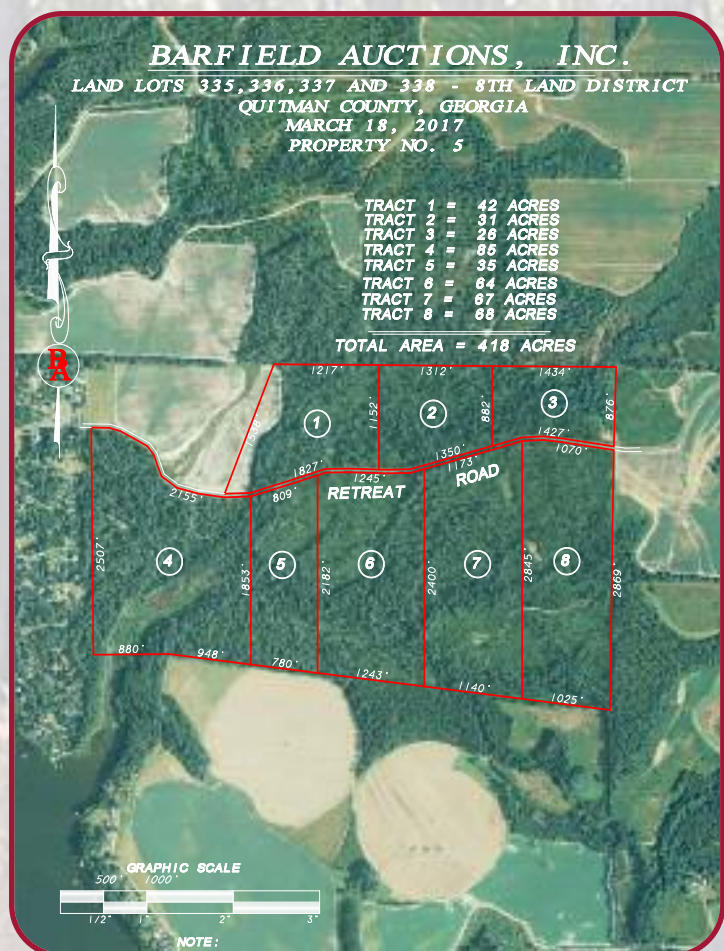 BARFIELD AUCTIONS, INC.
LAND LOTS 335,336,337 AND 338 - 8TH LAND DISTRICT
QUITMAN COUNTY, GEORGIA
MARCH 18, 2017
PROPERTY NO. 5
TRACT 1 = 42 ACRES
TRACT 2 = 31 ACRES
TRACT 3 = 26 ACRES
TRACT 4 = 85 ACRES
TRACT 5 = 35 ACRES
TRACT 6 = 64 ACRES
TRACT 7 = 67 ACRES
TRACT 8 = 68 ACRES
TOTAL AREA = 418 ACRES
BA
1217' 1312' 1434'
1538' 1 1152' 2 882' 3 876'
1827' 1350' 1427'
2155' 809' 1245' 1173' 1070'
RETREAT ROAD
2507' 4 1853' 5 2182' 6 2400' 7 2845' 8 2869'
880' 948' 780' 1243' 1140' 1025'
GRAPHIC SCALE
500' 1000'
1/2" 1" 2" 3"
NOTE: